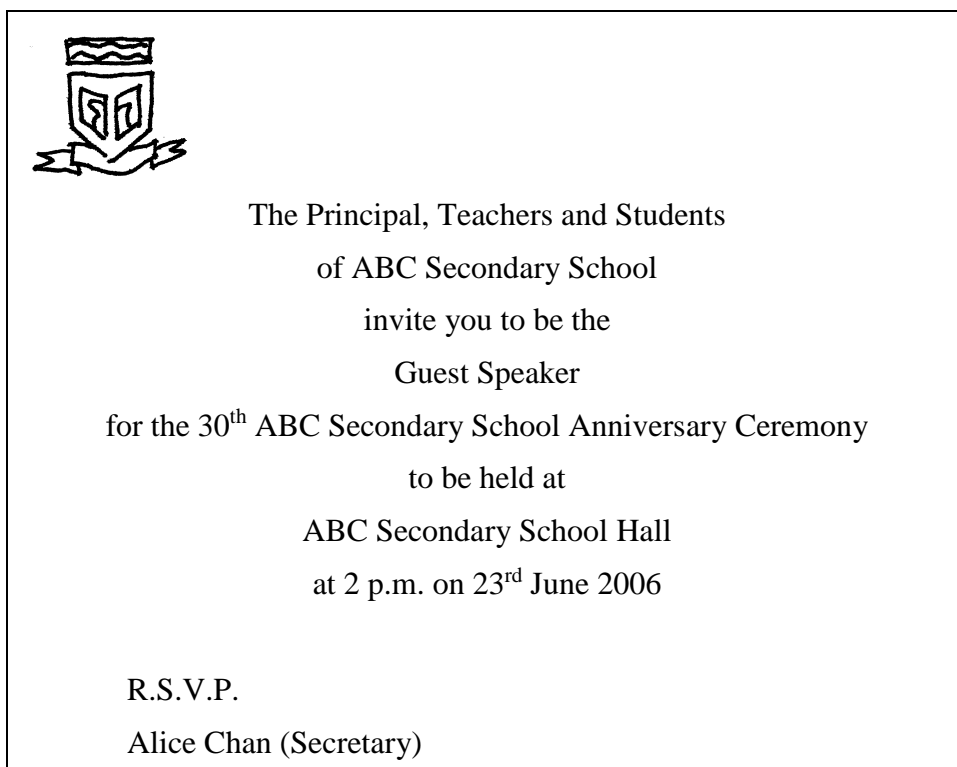 The Principal, Teachers and Students
of ABC Secondary School
invite you to be the
Guest Speaker
for the 30th ABC Secondary School Anniversary Ceremony
to be held at
ABC Secondary School Hall
at 2 p.m. on 23rd June 2006
R.S.V.P.
Alice Chan (Secretary)